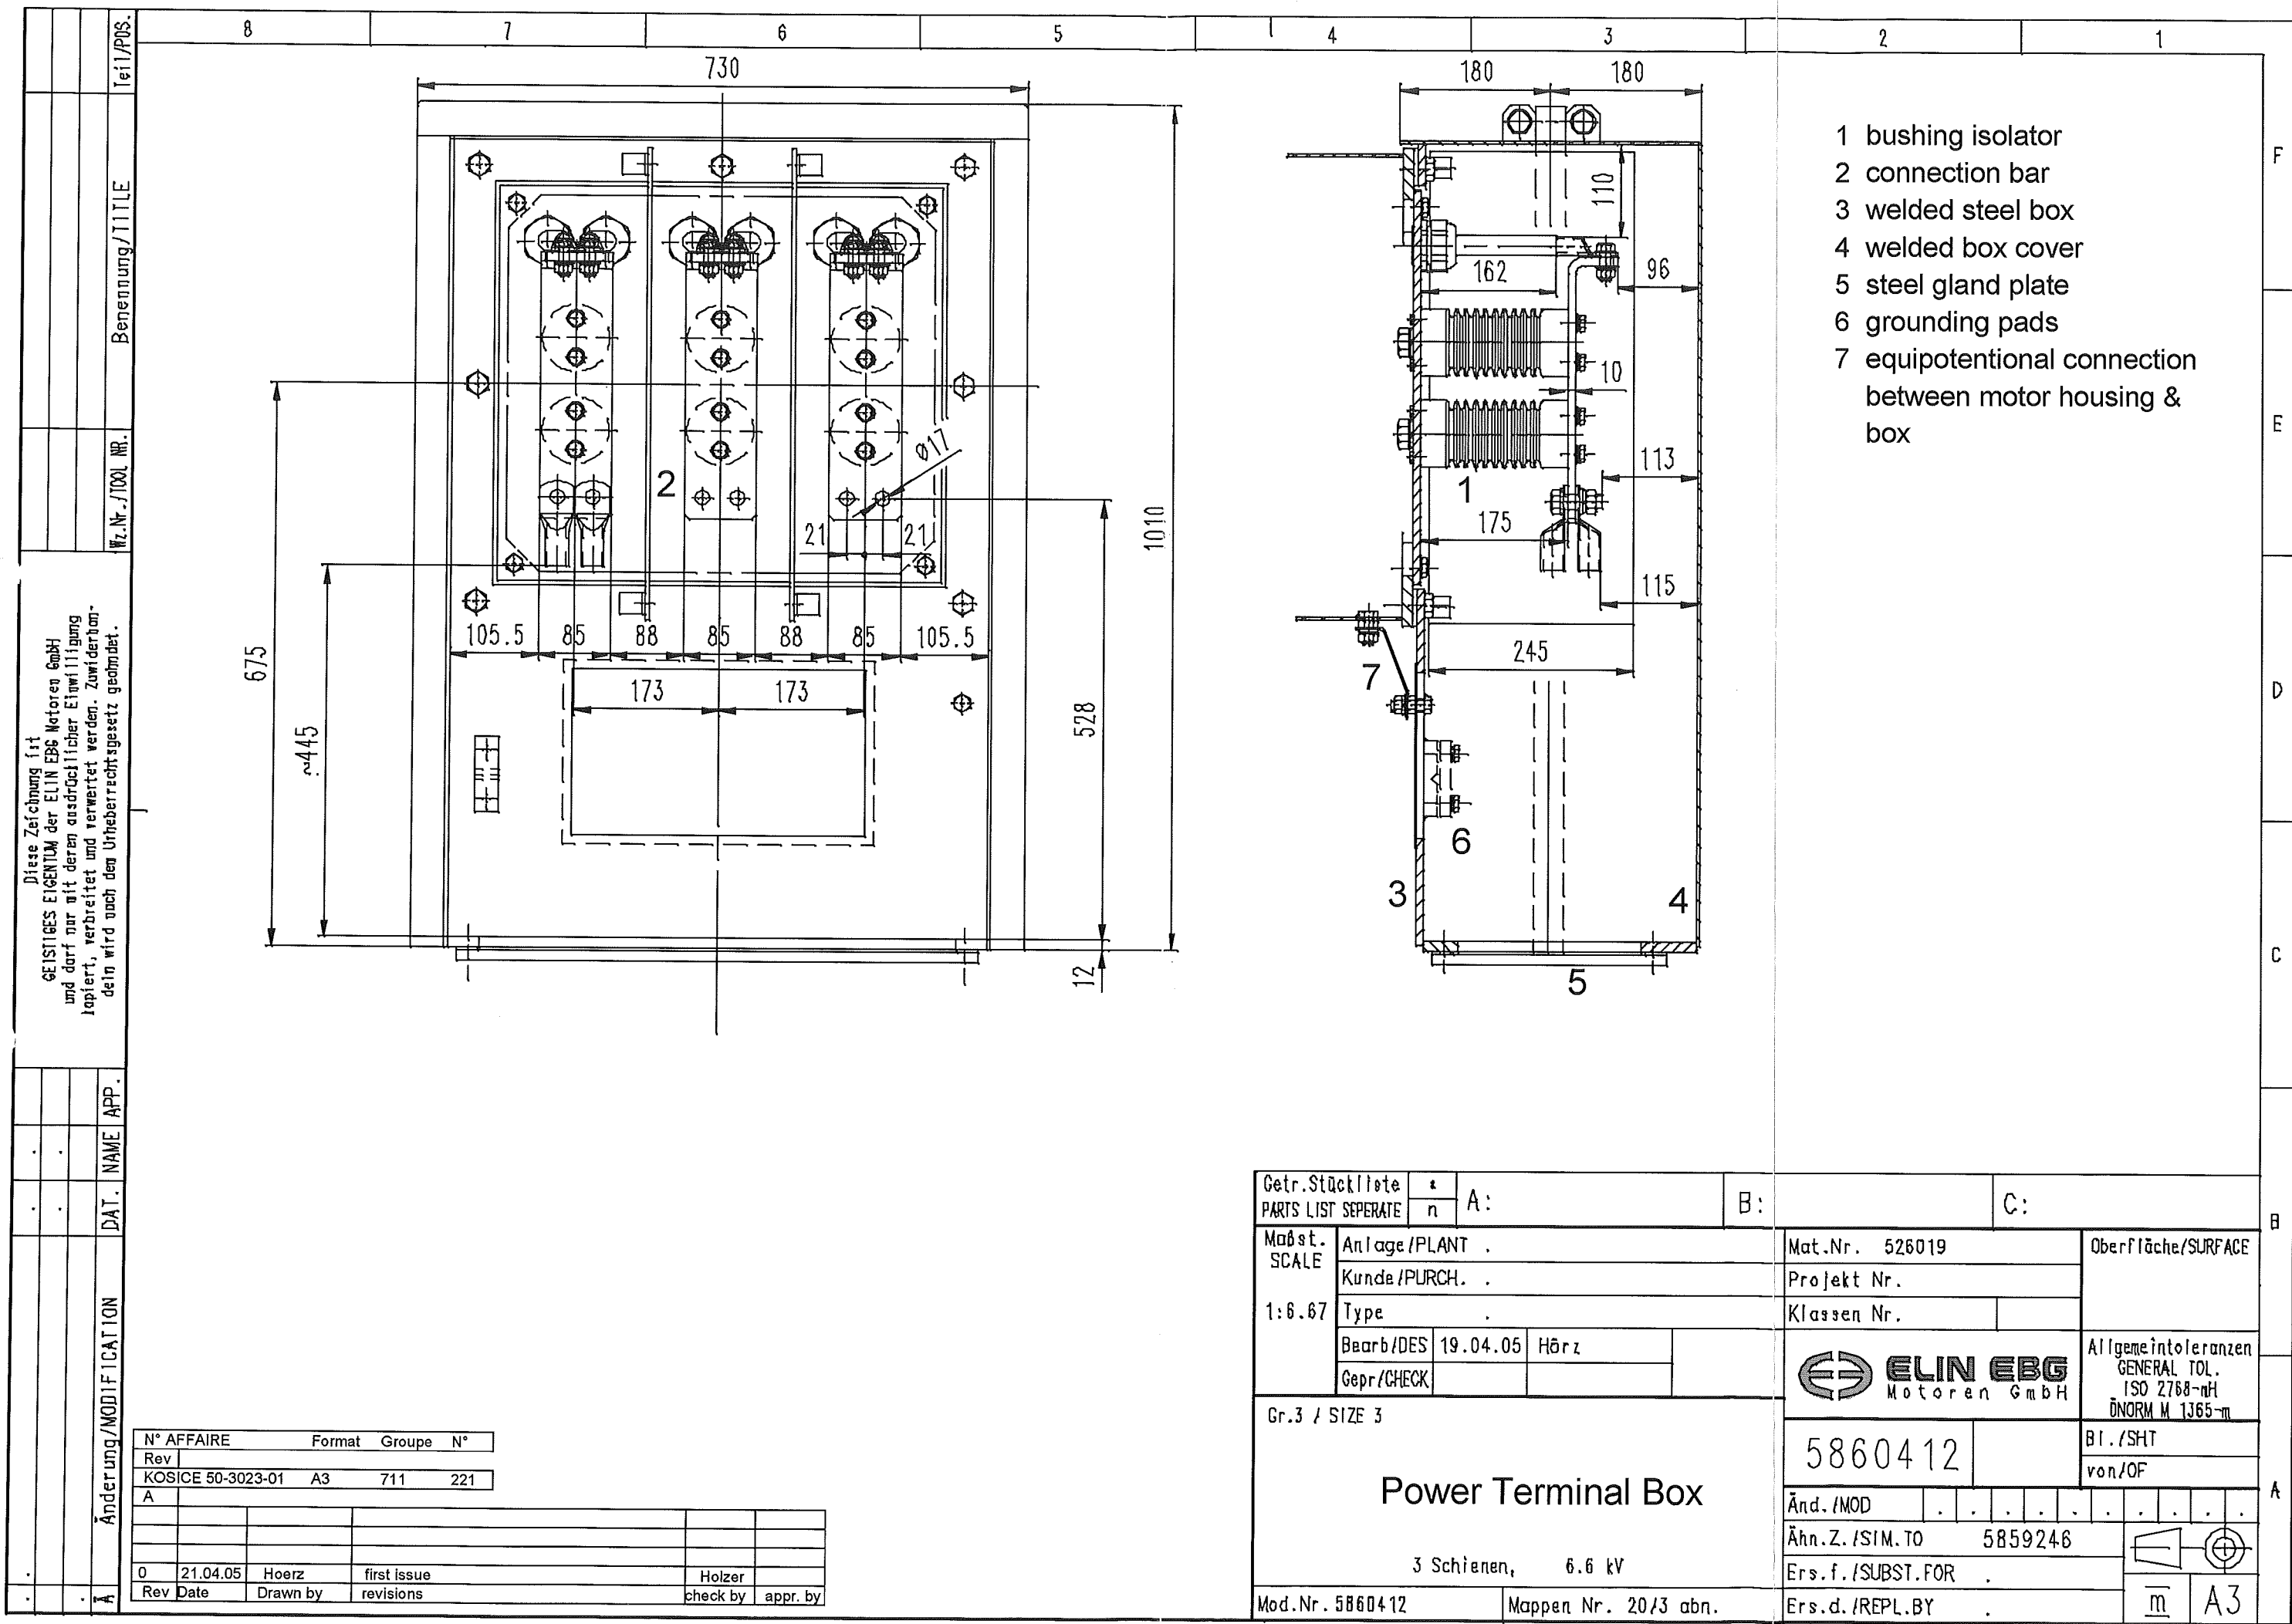 8 7 6 5 4 3 2 1
F
E
D
C
B
A
Teil/POS.
Benennung/TITLE
Wz.Nr./TOOL NR.
Diese Zeichnung ist
GEISTIGES EIGENTUM der ELIN EBG Motoren GmbH
und darf nur mit deren ausdrücklicher Einwilligung
kopiert, verbreitet und verwertet werden. Zuwiderhan-
deln wird nach dem Urheberrechtsgesetz geahndet.
DAT. NAME APP.
Änderung/MODIFICATION
Ä
730
1010
675
~445
528
12
2
Ø17
21 21
105.5 85 88 85 88 85 105.5
173 173
180 180
110
162
96
10
113
1
175
115
245
7
6
3
4
5
1 bushing isolator
2 connection bar
3 welded steel box
4 welded box cover
5 steel gland plate
6 grounding pads
7 equipotentional connection
between motor housing &
box
N° AFFAIRE Format Groupe N°
Rev
KOSICE 50-3023-01 A3 711 221
A
0 21.04.05 Hoerz first issue Holzer
Rev Date Drawn by revisions check by appr. by
Getr.Stückliste
PARTS LIST SEPERATE n
A: B: C:
Maßst.
SCALE
1:6.67
Anlage/PLANT .
Kunde/PURCH. .
Type .
Bearb/DES 19.04.05 Hörz
Gepr/CHECK
Mat.Nr. 526019
Projekt Nr.
Klassen Nr.
Oberfläche/SURFACE
ELIN EBG
Motoren GmbH
Allgemeintoleranzen
GENERAL TOL.
ISO 2768-mH
ÖNORM M 1365-m
Gr.3 / SIZE 3
Power Terminal Box
3 Schienen, 6.6 kV
Mod.Nr. 5860412
Mappen Nr. 20/3 abn.
5860412
Bl./SHT
von/OF
Änd./MOD . . . . . . . . .
Ähn.Z./SIM.TO 5859246
Ers.f./SUBST.FOR .
Ers.d./REPL.BY .
m A3